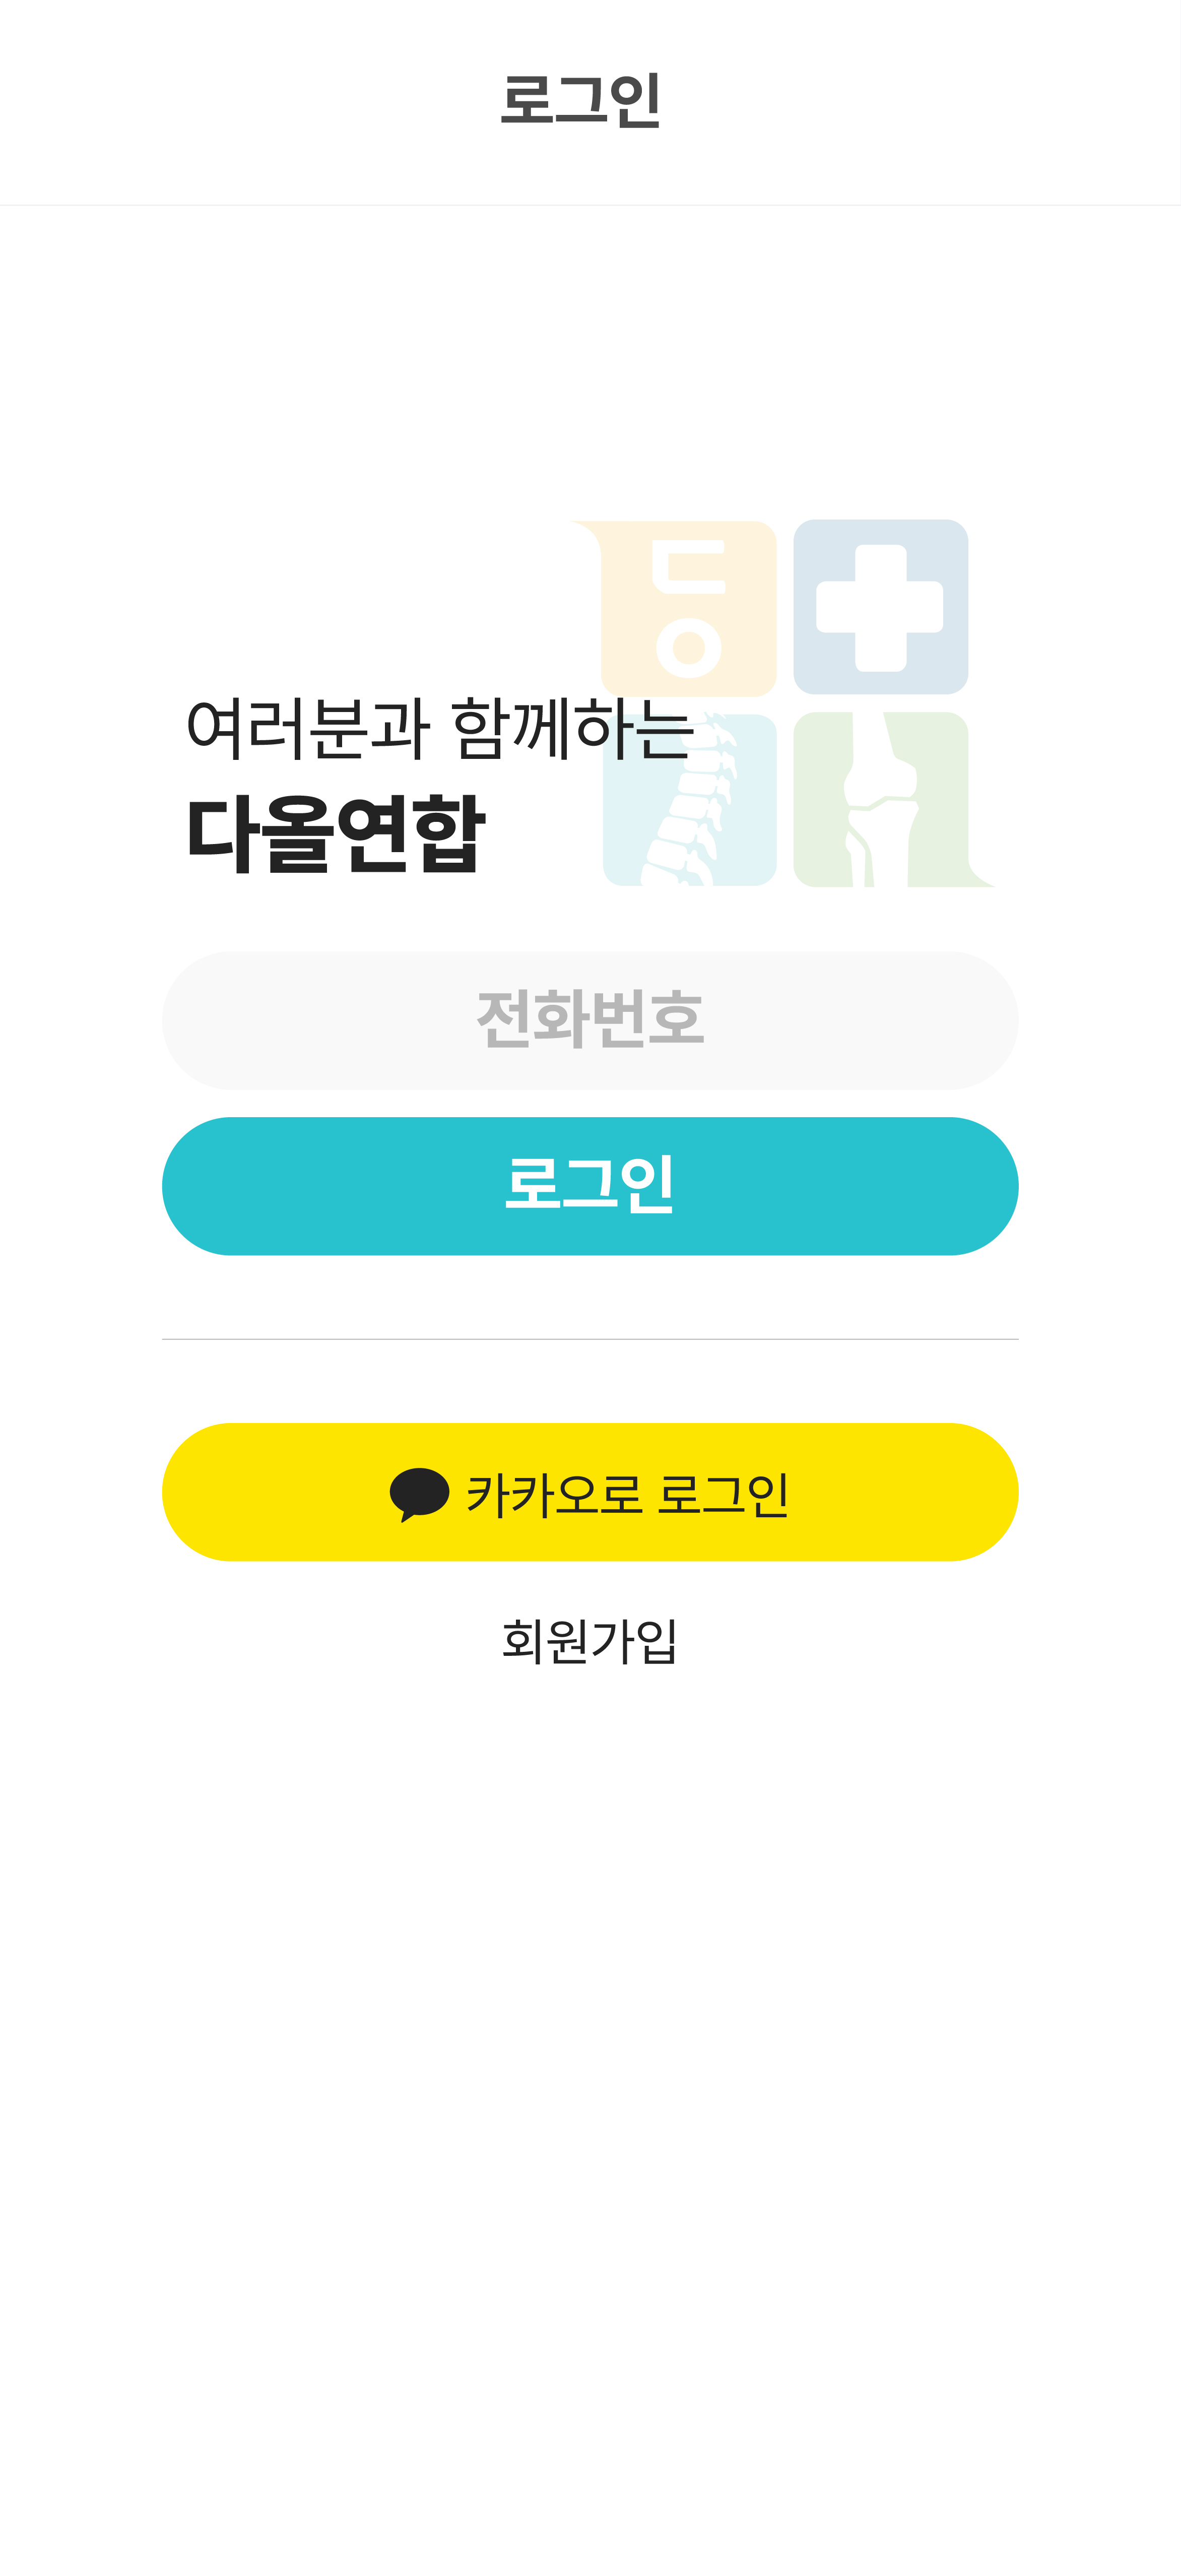 로그인
여러분과 함께하는
다올연합
전화번호
로그인
카카오로 로그인
회원가입